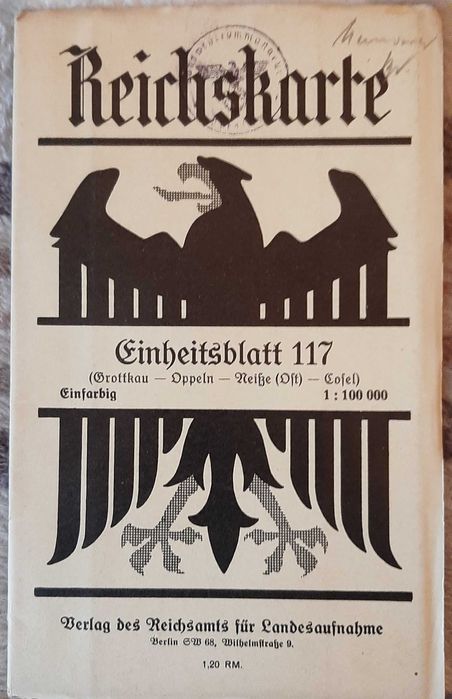 Reichskarte
Einheitsblatt 117
(Grottkau — Oppeln — Neiße (Ost) — Cosel)
Einfarbig 1 : 100 000
Verlag des Reichsamts für Landesaufnahme
Berlin SW 68, Wilhelmstraße 9.
1,20 RM.